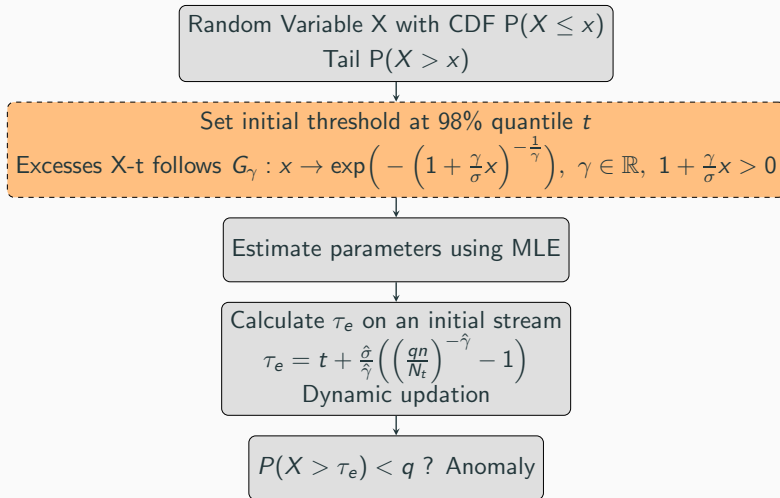 Random Variable X with CDF P(X ≤ x)
Tail P(X > x)
Set initial threshold at 98% quantile t
Excesses X-t follows G_γ : x → exp( − (1 + γ/σ x)^{−1/γ} ), γ ∈ ℝ, 1 + γ/σ x > 0
Estimate parameters using MLE
Calculate τ_e on an initial stream
τ_e = t + σ̂/γ̂ ( (qn/N_t)^{−γ̂} − 1 )
Dynamic updation
P(X > τ_e) < q ? Anomaly